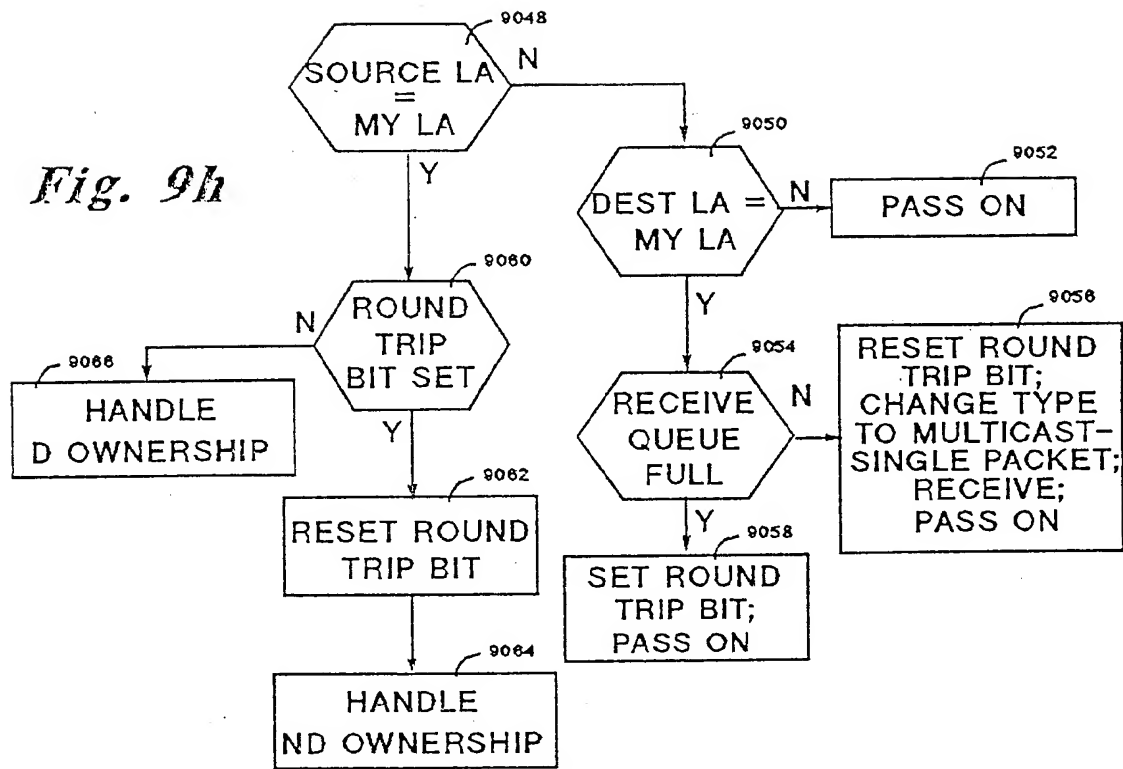 9048
SOURCE LA
=
MY LA
N
Y
Fig. 9h
9050
DEST LA =
MY LA
N
Y
9052
PASS ON
9060
ROUND
TRIP
BIT SET
N
Y
9066
HANDLE
D OWNERSHIP
9054
RECEIVE
QUEUE
FULL
N
Y
9056
RESET ROUND
TRIP BIT;
CHANGE TYPE
TO MULTICAST-
SINGLE PACKET;
RECEIVE;
PASS ON
9062
RESET ROUND
TRIP BIT
9058
SET ROUND
TRIP BIT;
PASS ON
9064
HANDLE
ND OWNERSHIP